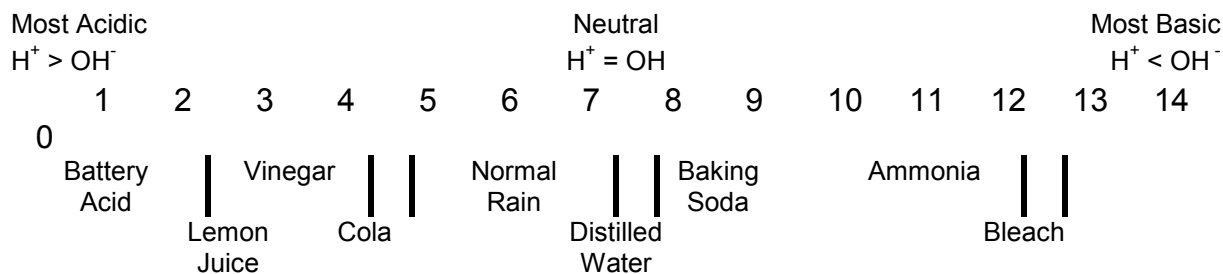 Most Acidic Neutral Most Basic
H⁺ > OH⁻ H⁺ = OH H⁺ < OH⁻
1 2 3 4 5 6 7 8 9 10 11 12 13 14
0
Battery Vinegar Normal Baking Ammonia
Acid Rain Soda
Lemon Cola Distilled Bleach
Juice Water